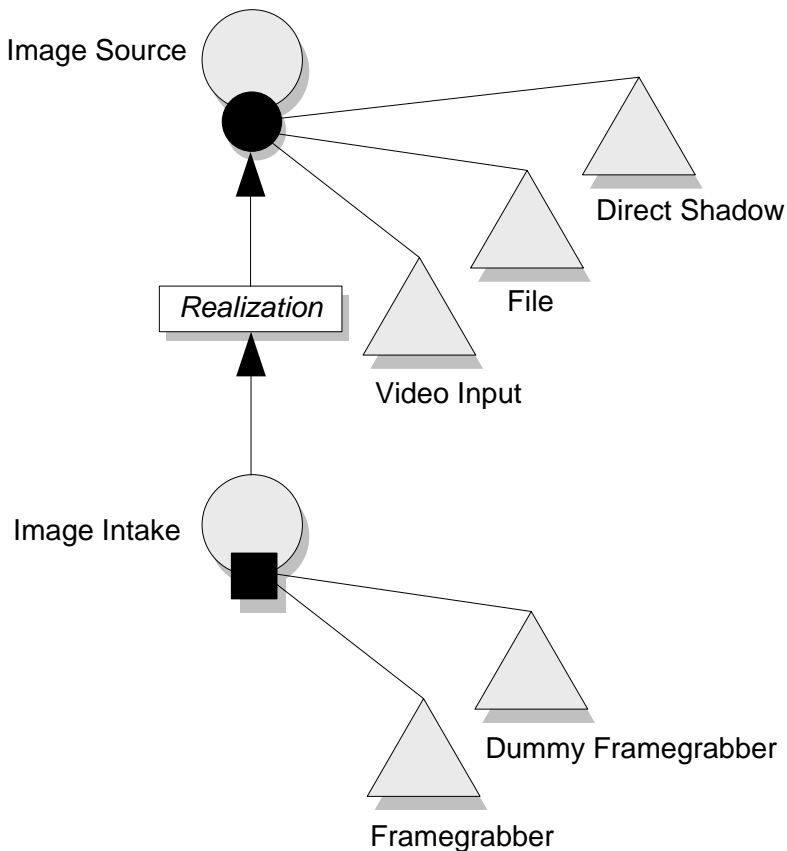 Image Source
Direct Shadow
File
Realization
Video Input
Image Intake
Dummy Framegrabber
Framegrabber